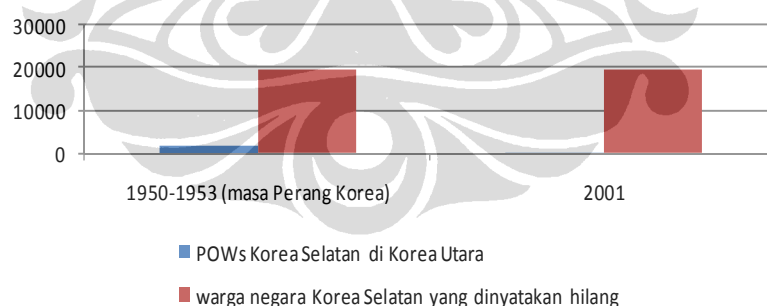 30000
20000
10000
0
1950-1953 (masa Perang Korea)
2001
POWs Korea Selatan di Korea Utara
warga negara Korea Selatan yang dinyatakan hilang